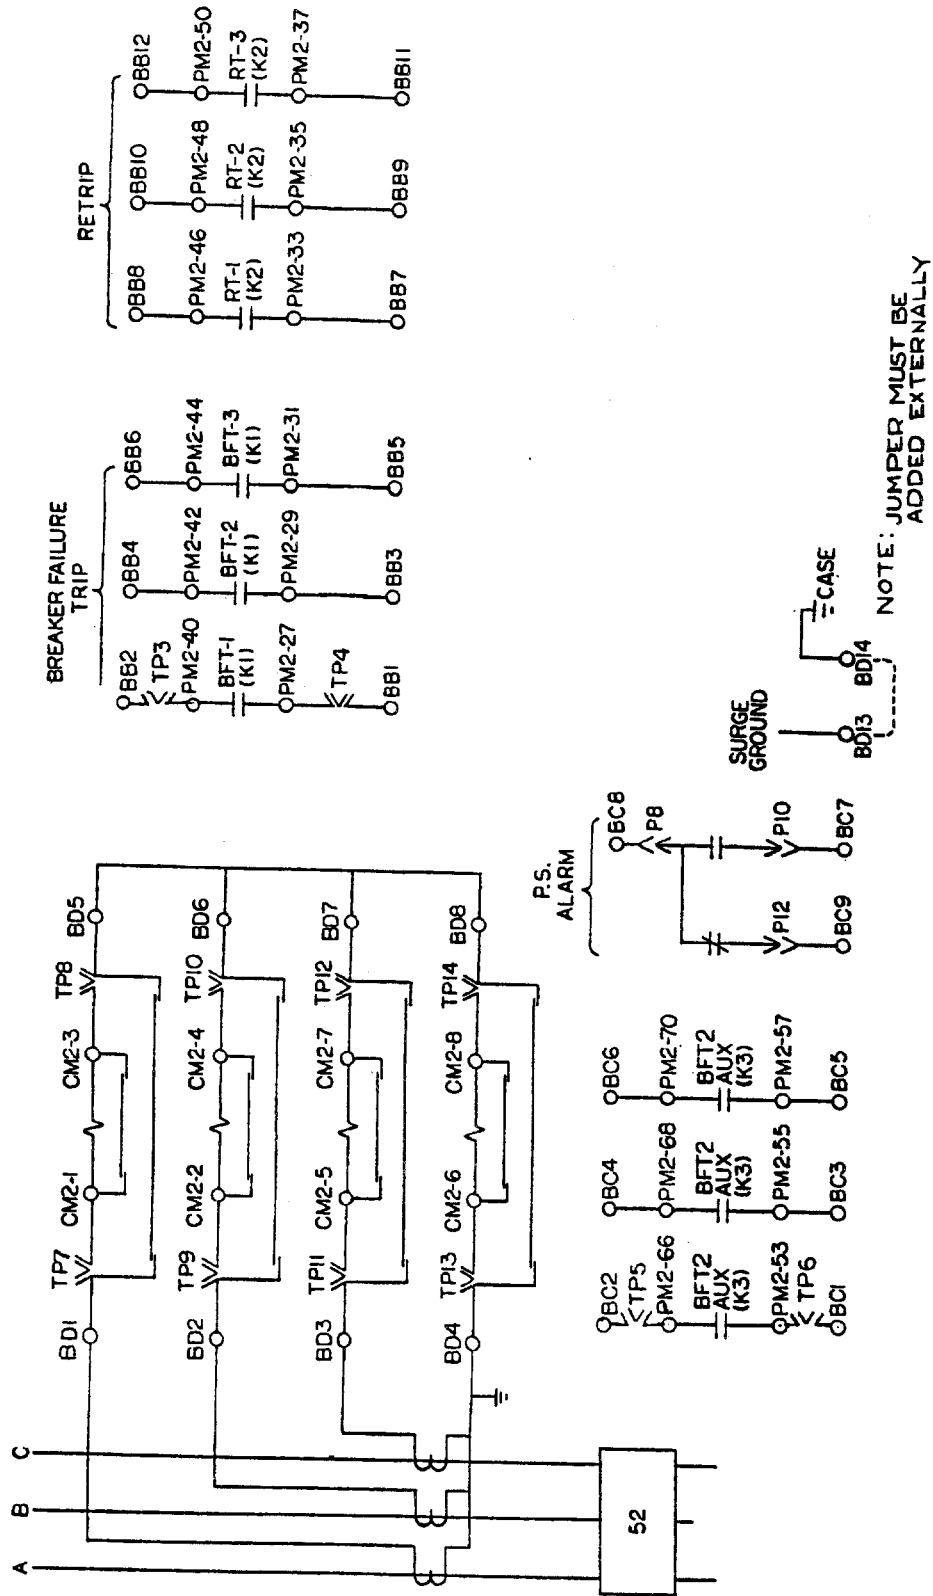 A
B
C
52
BD1
TP7
CM2-1
CM2-3
TP8
BD5
BD2
TP9
CM2-2
CM2-4
TP10
BD6
BD3
TP11
CM2-5
CM2-7
TP12
BD7
BD4
TP13
CM2-6
CM2-8
TP14
BD8
BREAKER FAILURE
TRIP
BB2
TP3
PM2-40
BFT-1
(K1)
PM2-27
TP4
BB1
BB4
PM2-42
BFT-2
(K1)
PM2-29
BB3
BB6
PM2-44
BFT-3
(K1)
PM2-31
BB5
RETRIP
BB8
PM2-46
RT-1
(K2)
PM2-33
BB7
BB10
PM2-48
RT-2
(K2)
PM2-35
BB9
BB12
PM2-50
RT-3
(K2)
PM2-37
BB11
BC2
TP5
PM2-66
BFT2
AUX
(K3)
PM2-53
TP6
BC1
BC4
PM2-68
BFT2
AUX
(K3)
PM2-55
BC3
BC6
PM2-70
BFT2
AUX
(K3)
PM2-57
BC5
P.S.
ALARM
BC8
P8
P12
BC9
P10
BC7
SURGE
GROUND
BD13
CASE
BD14
NOTE: JUMPER MUST BE
ADDED EXTERNALLY